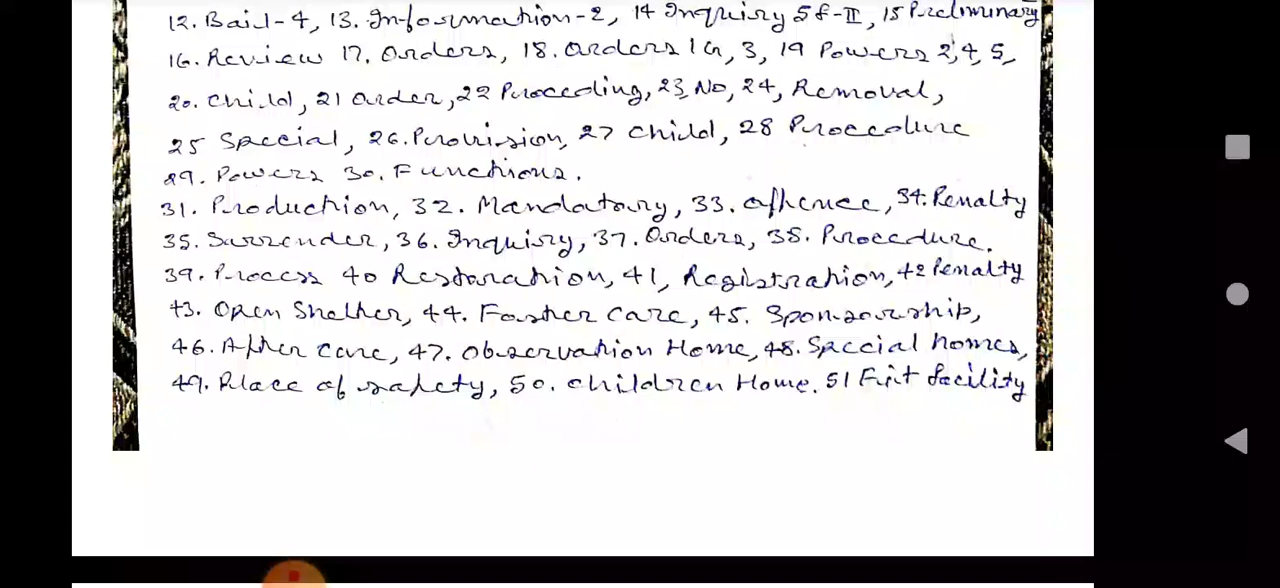 12. Bail-4, 13. Information-2, 14 Inquiry 5f-II, 15 Preliminary
16. Review 17. Orders, 18. Orders 1G, 3, 19 Powers 2,4, 5,
20. Child, 21 Order, 22 Proceeding, 23, No, 24, Removal,
25 Special, 26. Provision, 27 Child, 28 Procedure
29. Powers 30. Functions.
31. Production, 32. Mandatory, 33. offence, 34. Penalty
35. Surrender, 36. Inquiry, 37. Orders, 38. Procedure.
39. Process 40 Restoration, 41, Registration, 42 Penalty
43. Open Shelter, 44. Foster Care, 45. Sponsorship,
46. After care, 47. Observation Home, 48. Special homes,
49. Place of safety, 50. Children Home. 51 Fit facility